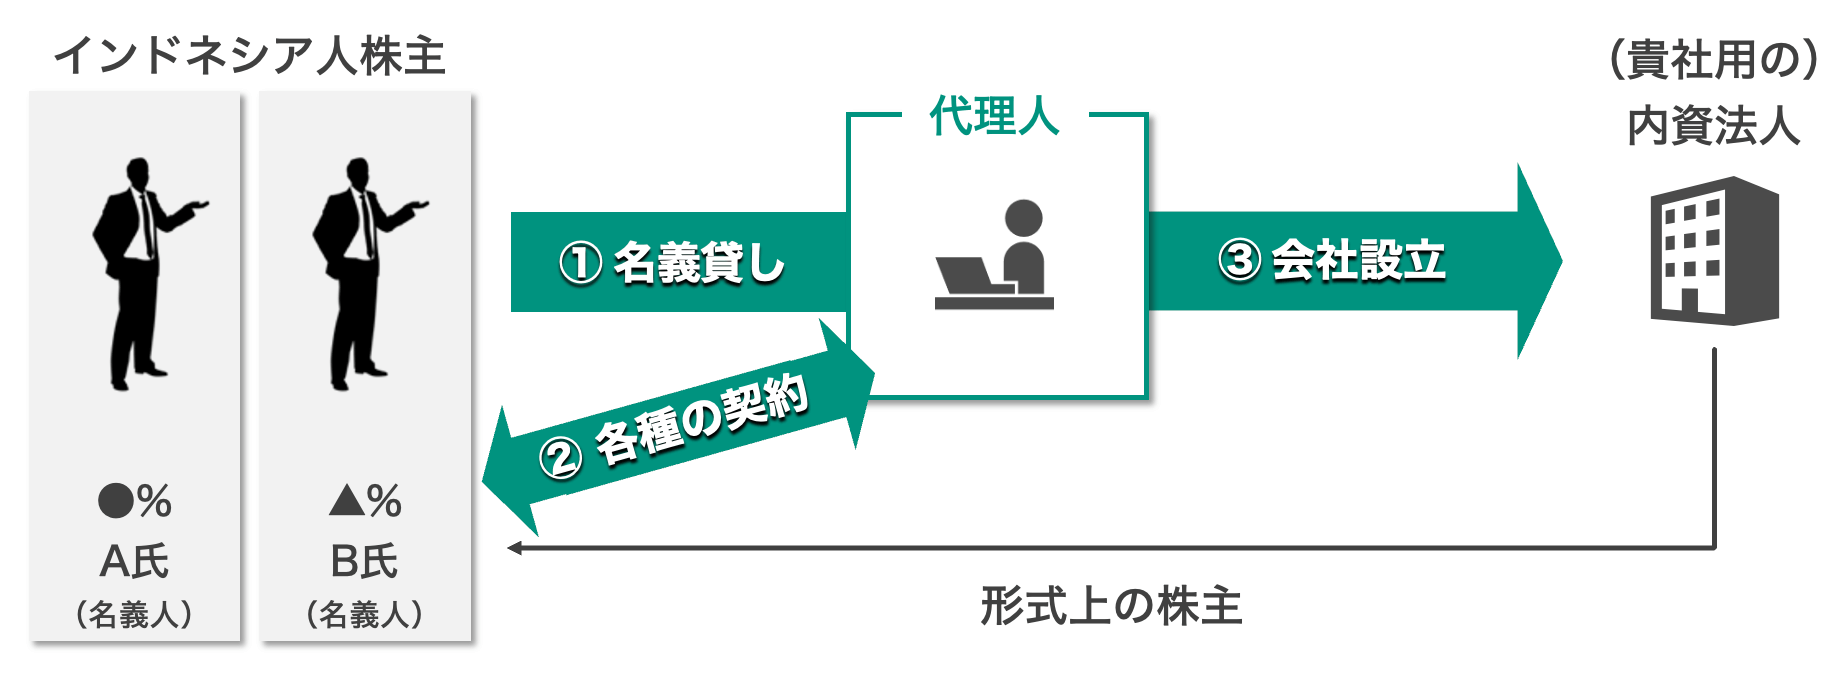 インドネシア人株主
●%
A氏
（名義人）
▲%
B氏
（名義人）
① 名義貸し
② 各種の契約
代理人
③ 会社設立
（貴社用の）
内資法人
形式上の株主